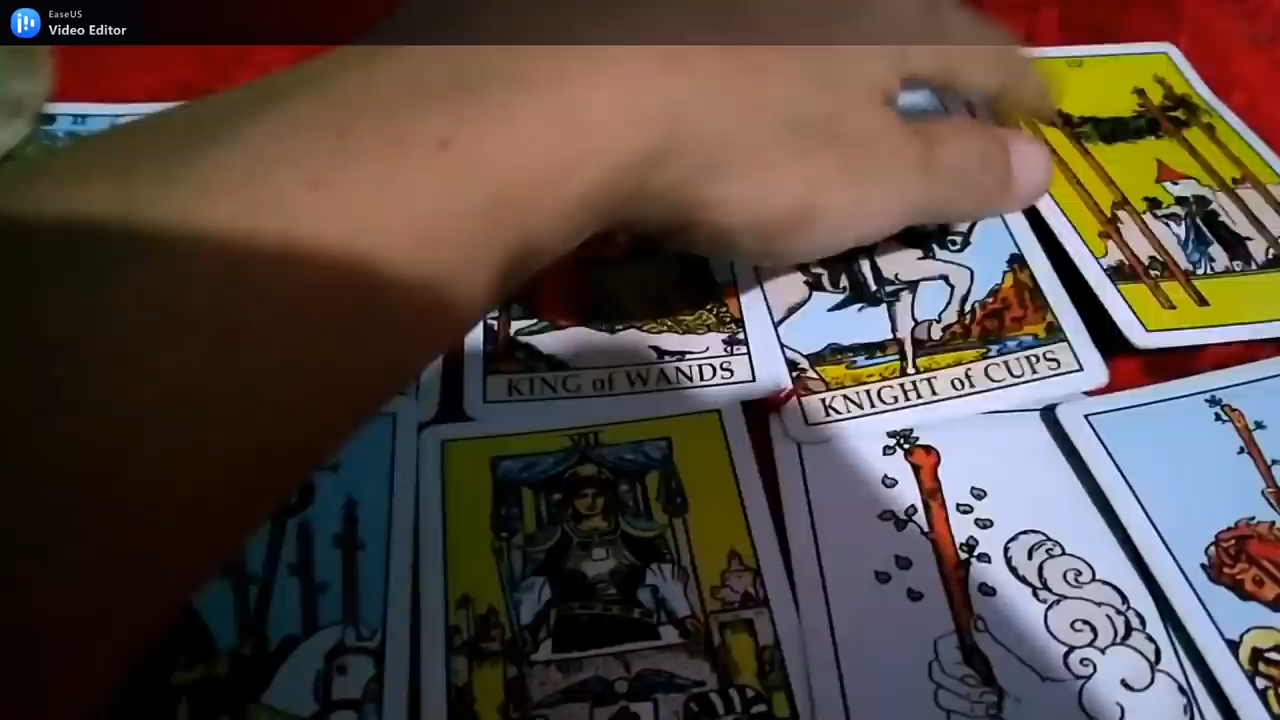 EaseUS
Video Editor
KING of WANDS
KNIGHT of CUPS
VII